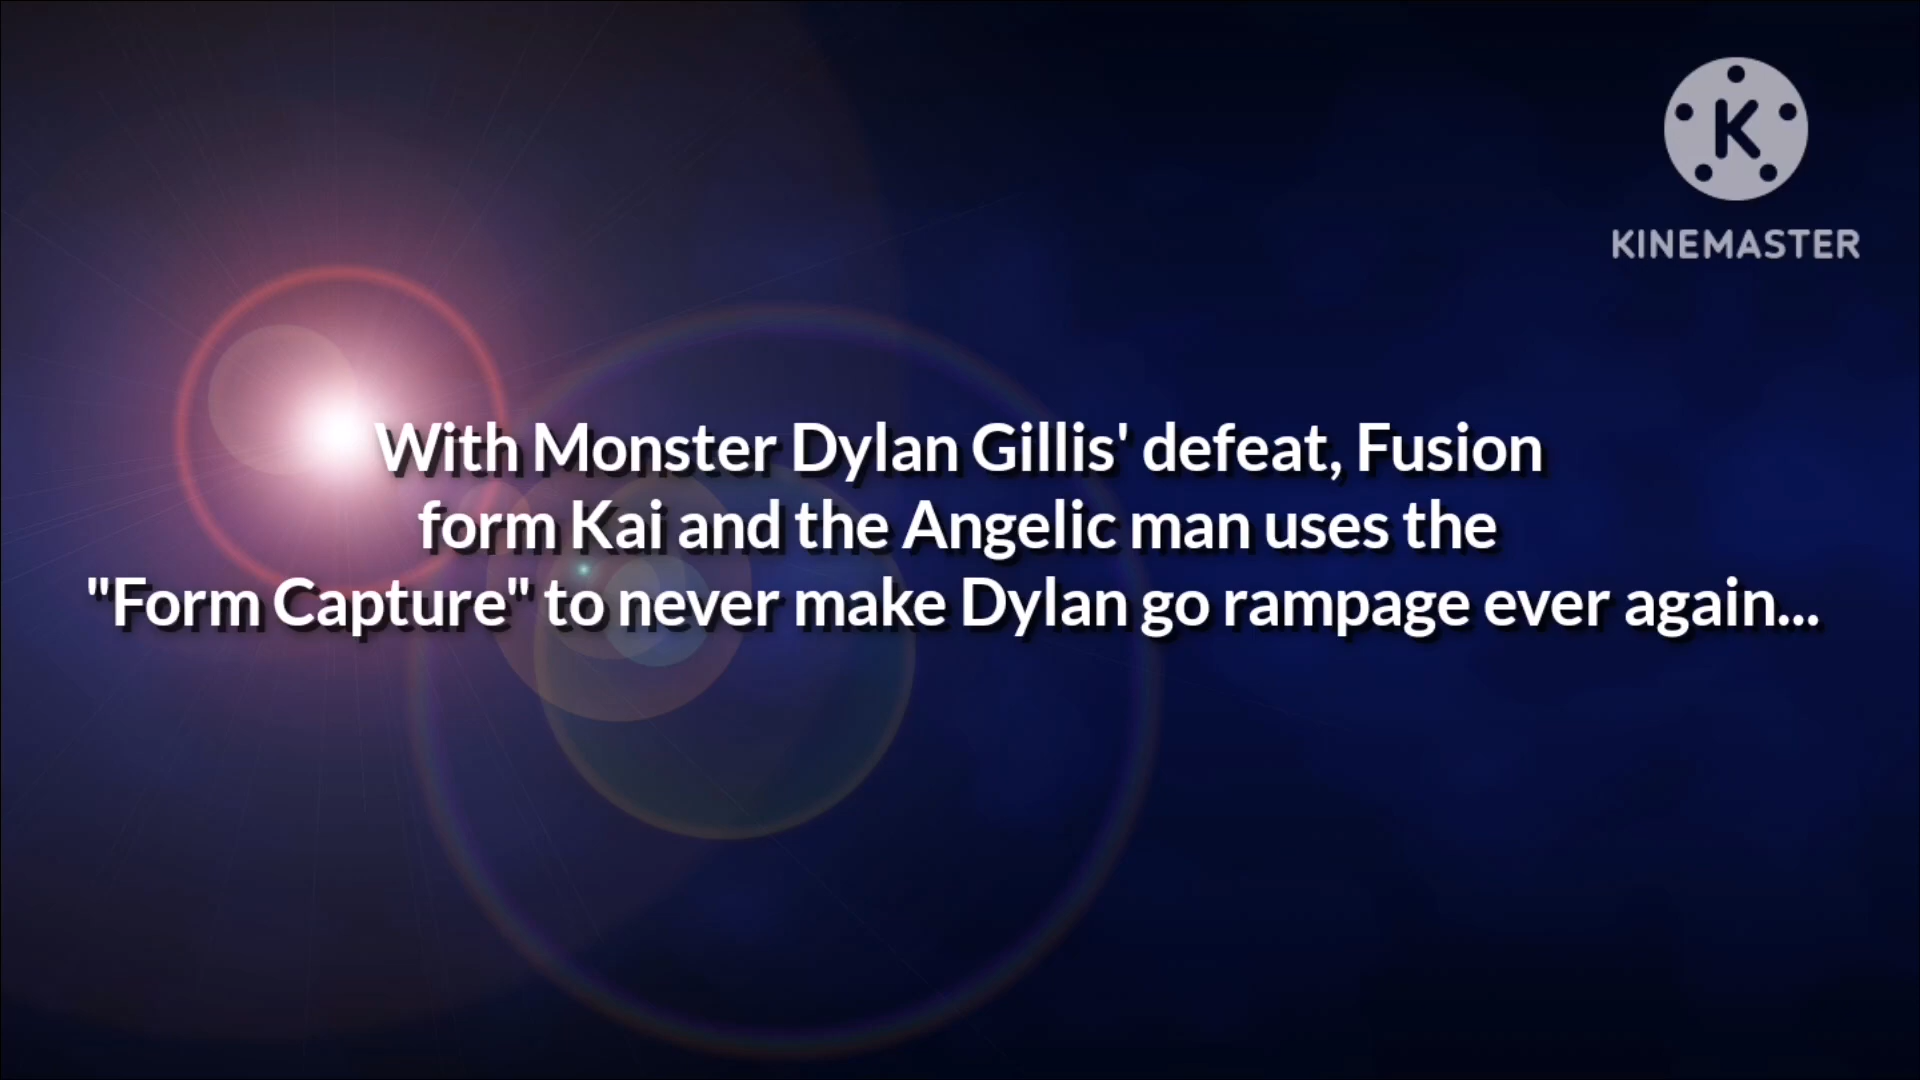 K
KINEMASTER
With Monster Dylan Gillis' defeat, Fusion
form Kai and the Angelic man uses the
"Form Capture" to never make Dylan go rampage ever again...